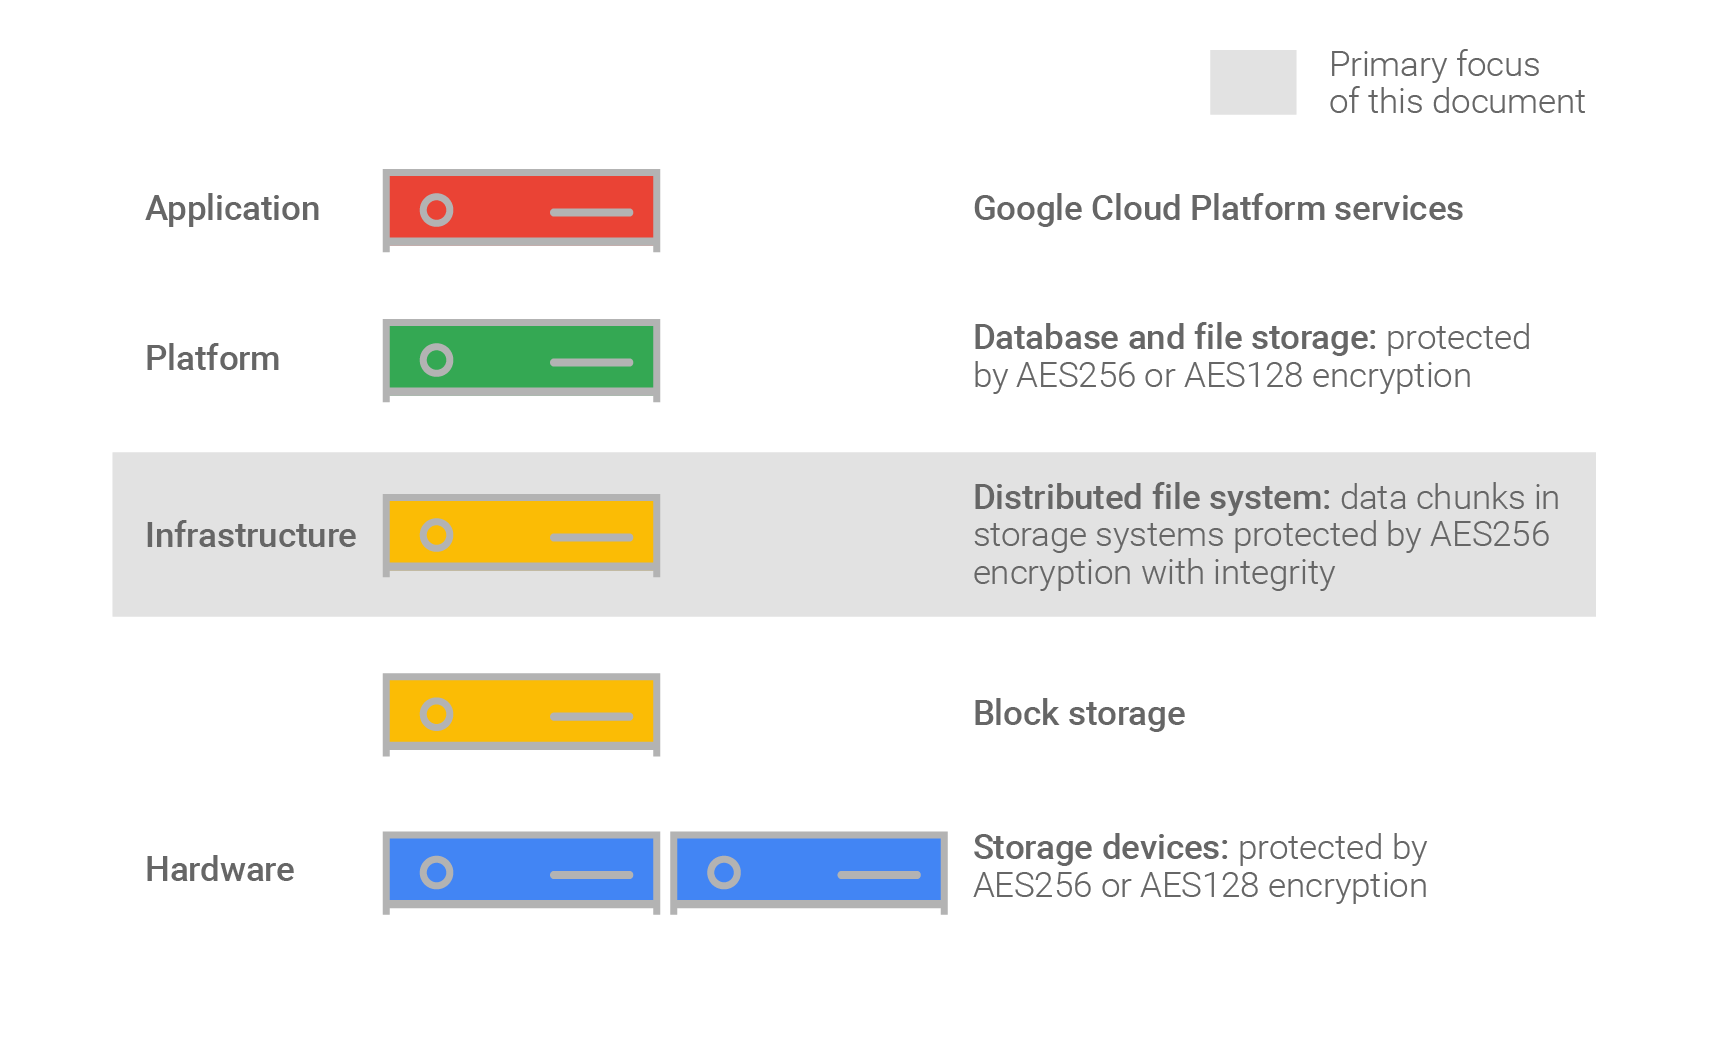 Primary focus
of this document
Application
Google Cloud Platform services
Platform
Database and file storage: protected
by AES256 or AES128 encryption
Infrastructure
Distributed file system: data chunks in
storage systems protected by AES256
encryption with integrity
Block storage
Hardware
Storage devices: protected by
AES256 or AES128 encryption